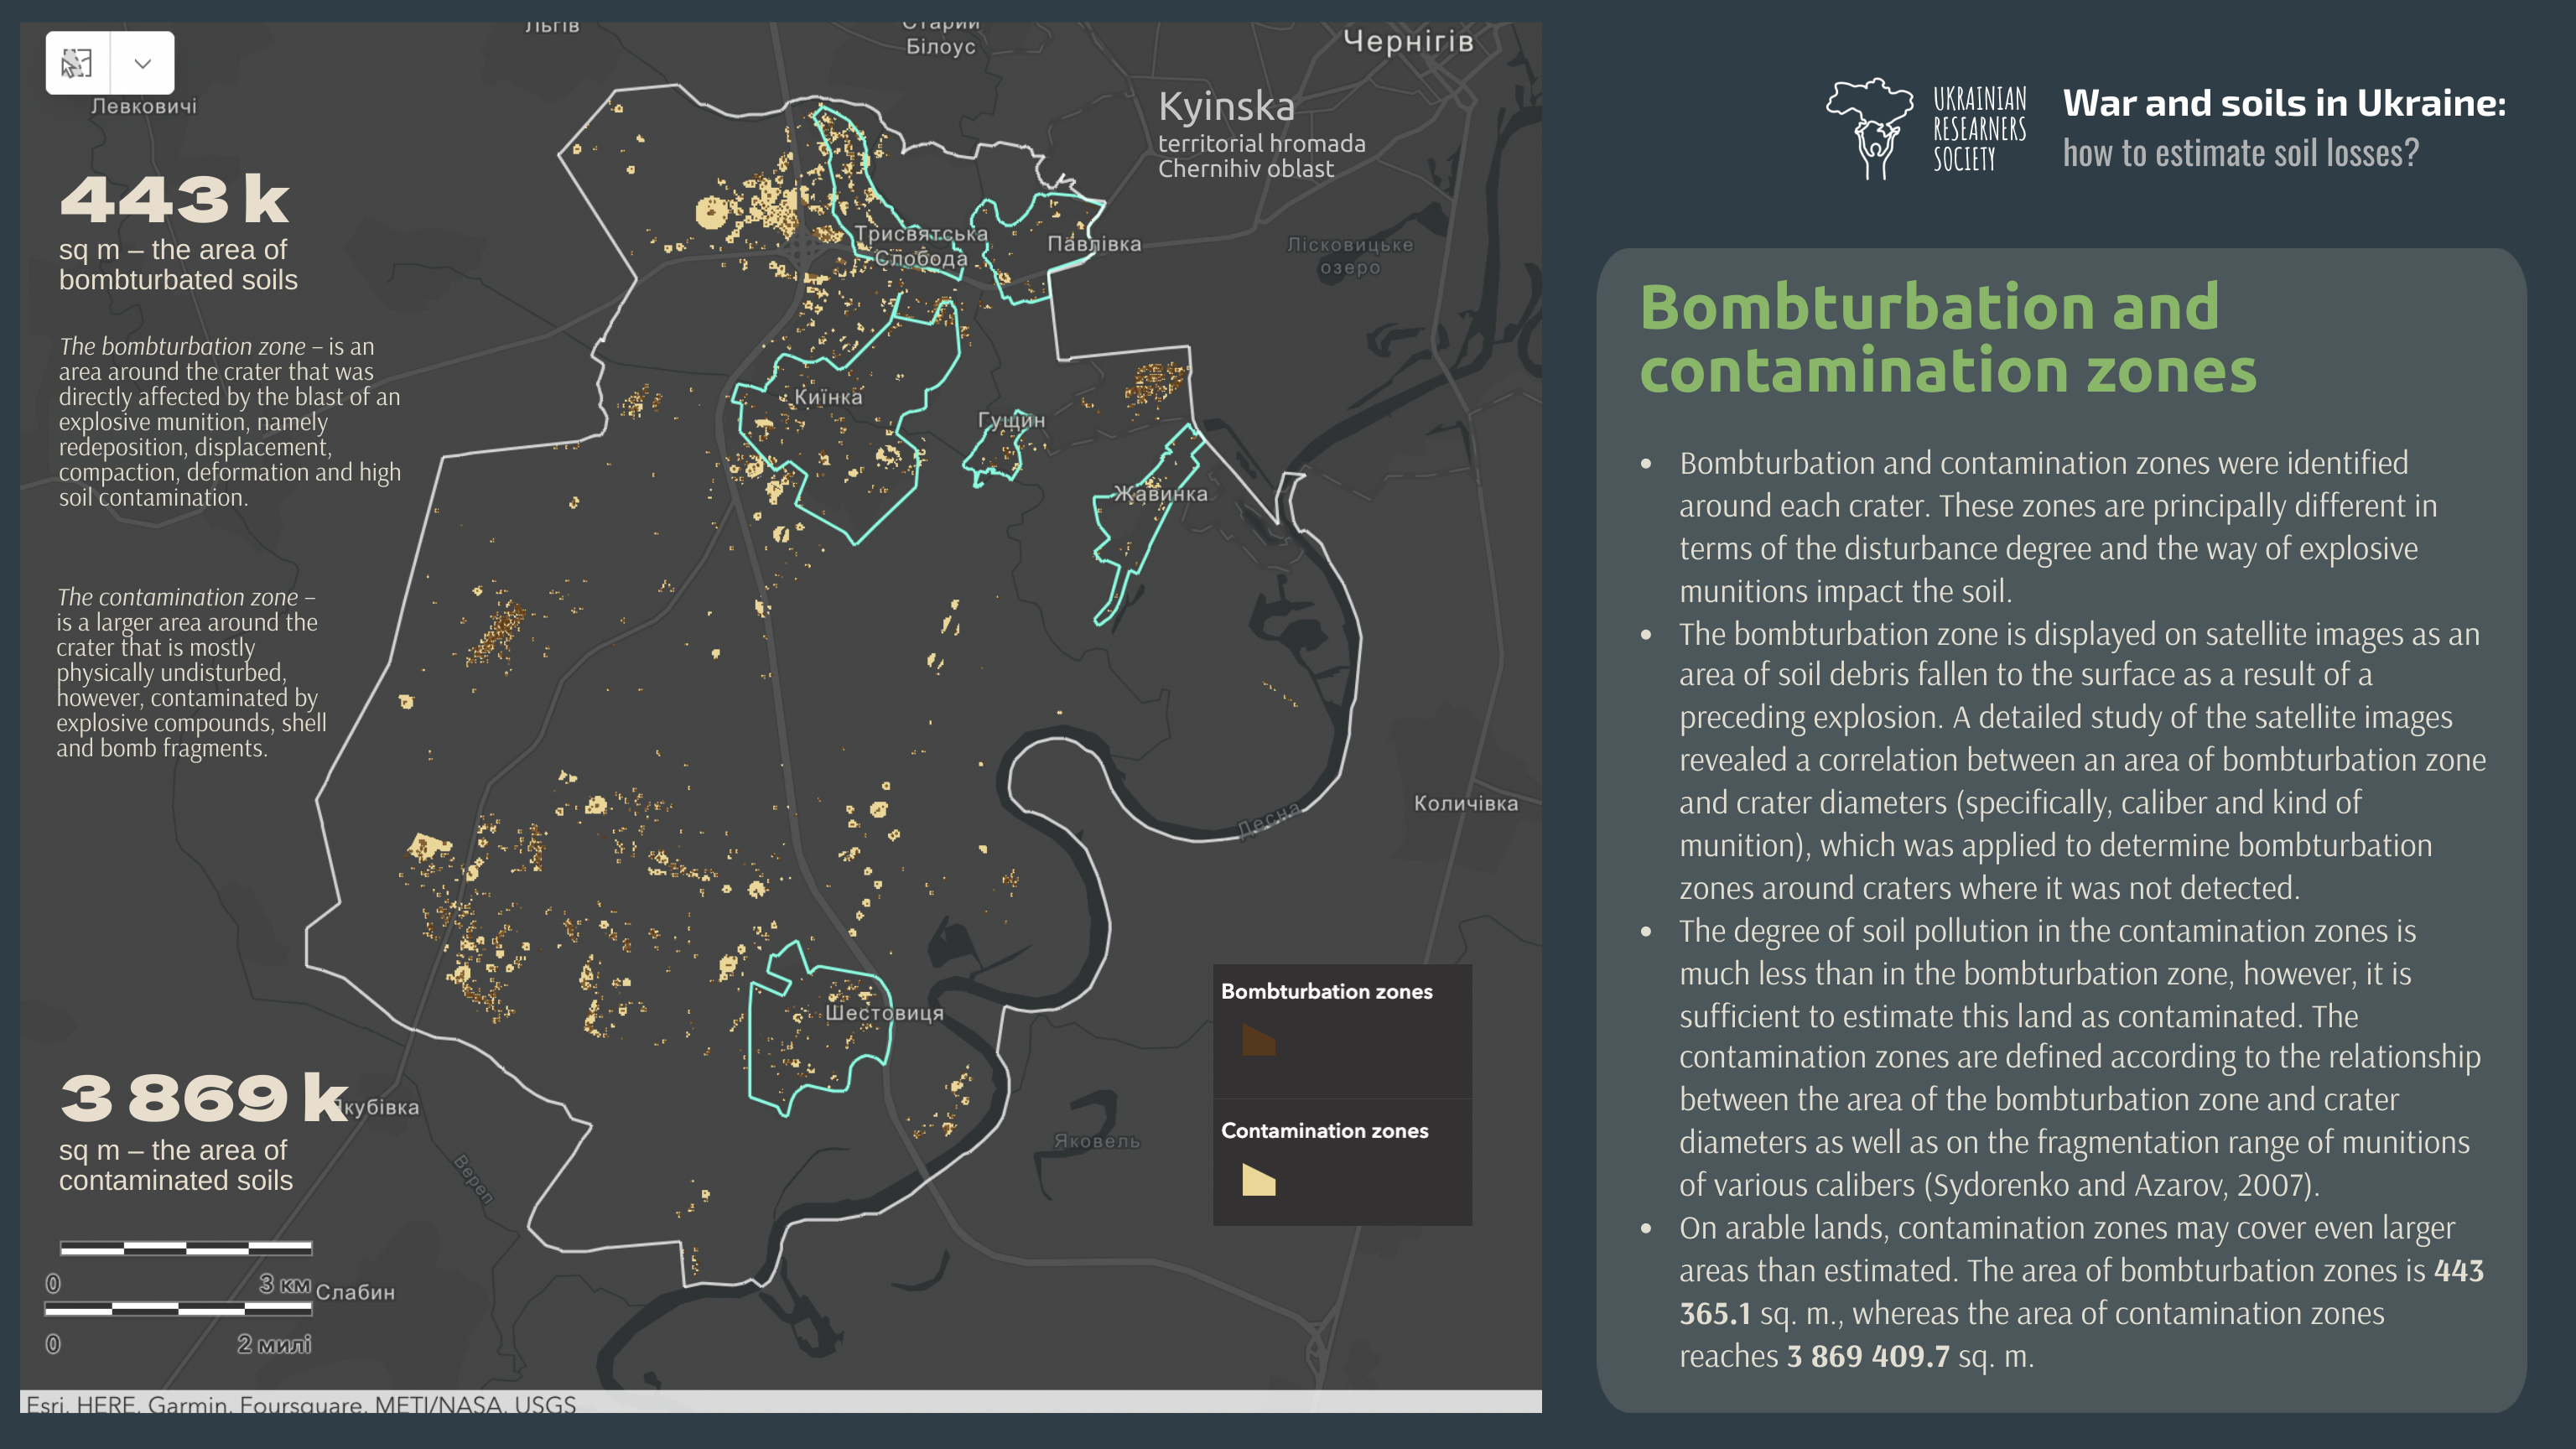 Львів
Старий
Білоус
Чернігів
Левковичі
Kyinska
territorial hromada
Chernihiv oblast
443 k
sq m – the area of
bombturbated soils
The bombturbation zone – is an
area around the crater that was
directly affected by the blast of an
explosive munition, namely
redeposition, displacement,
compaction, deformation and high
soil contamination.
The contamination zone –
is a larger area around the
crater that is mostly
physically undisturbed,
however, contaminated by
explosive compounds, shell
and bomb fragments.
Трисвятська
Слобода
Павлівка
Лісковицьке
озеро
Киїнка
Гущин
Жавинка
Количівка
Десна
Шестовиця
Яковель
Вереп
Слабин
3 869 k
sq m – the area of
contaminated soils
0
3 км
0
2 милі
Bombturbation zones
Contamination zones
Esri, HERE, Garmin, Foursquare, METI/NASA, USGS
UKRAINIAN
RESEARNERS
SOCIETY
War and soils in Ukraine:
how to estimate soil losses?
Bombturbation and
contamination zones
• Bombturbation and contamination zones were identified
around each crater. These zones are principally different in
terms of the disturbance degree and the way of explosive
munitions impact the soil.
• The bombturbation zone is displayed on satellite images as an
area of soil debris fallen to the surface as a result of a
preceding explosion. A detailed study of the satellite images
revealed a correlation between an area of bombturbation zone
and crater diameters (specifically, caliber and kind of
munition), which was applied to determine bombturbation
zones around craters where it was not detected.
• The degree of soil pollution in the contamination zones is
much less than in the bombturbation zone, however, it is
sufficient to estimate this land as contaminated. The
contamination zones are defined according to the relationship
between the area of the bombturbation zone and crater
diameters as well as on the fragmentation range of munitions
of various calibers (Sydorenko and Azarov, 2007).
• On arable lands, contamination zones may cover even larger
areas than estimated. The area of bombturbation zones is 443
365.1 sq. m., whereas the area of contamination zones
reaches 3 869 409.7 sq. m.